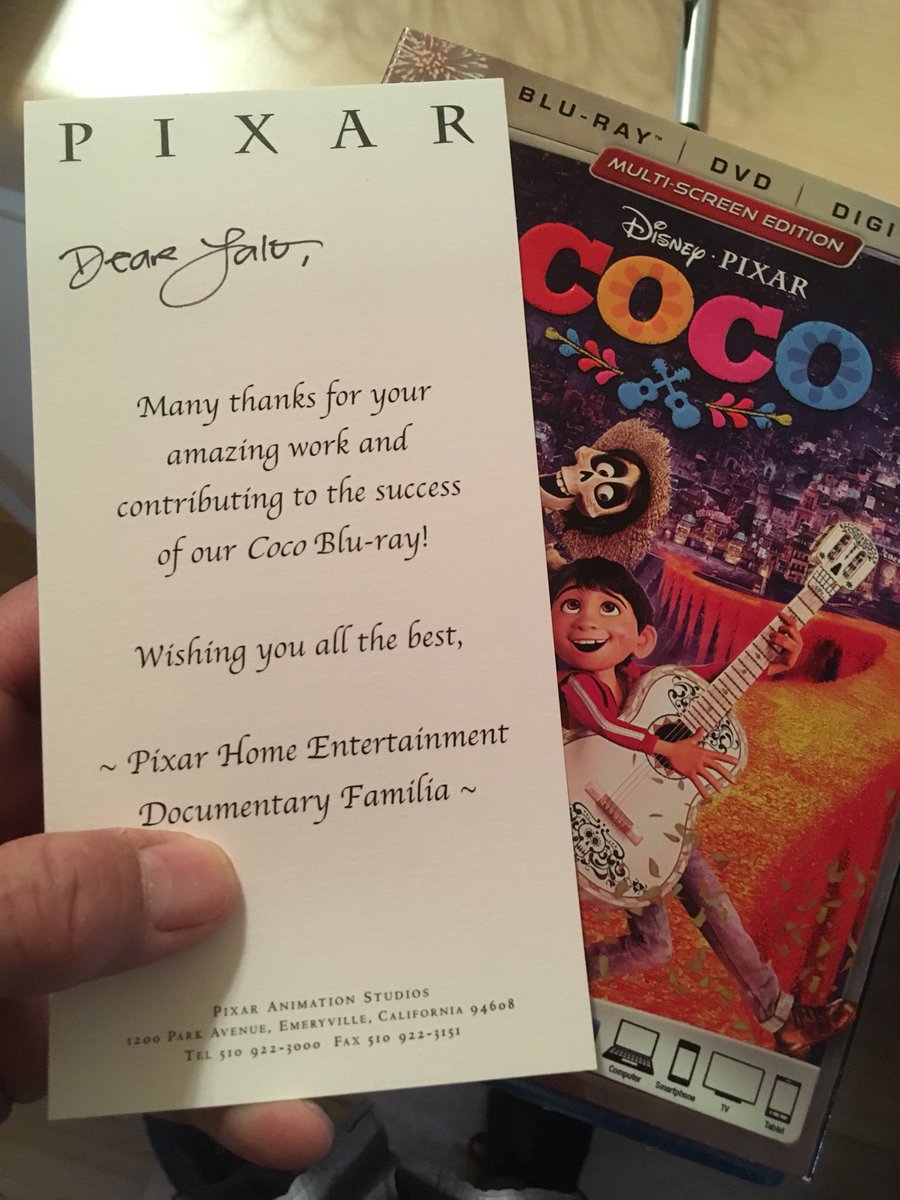 P I X A R
Dear Lalo,
Many thanks for your
amazing work and
contributing to the success
of our Coco Blu-ray!
Wishing you all the best,
~ Pixar Home Entertainment
Documentary Familia ~
PIXAR ANIMATION STUDIOS
1200 PARK AVENUE, EMERYVILLE, CALIFORNIA 94608
TEL 510 922-3000 FAX 510 922-3151
BLU-RAY™ | DVD | DIGI
MULTI-SCREEN EDITION
DISNEY · PIXAR
COCO
Computer
Smartphone
TV
Tablet